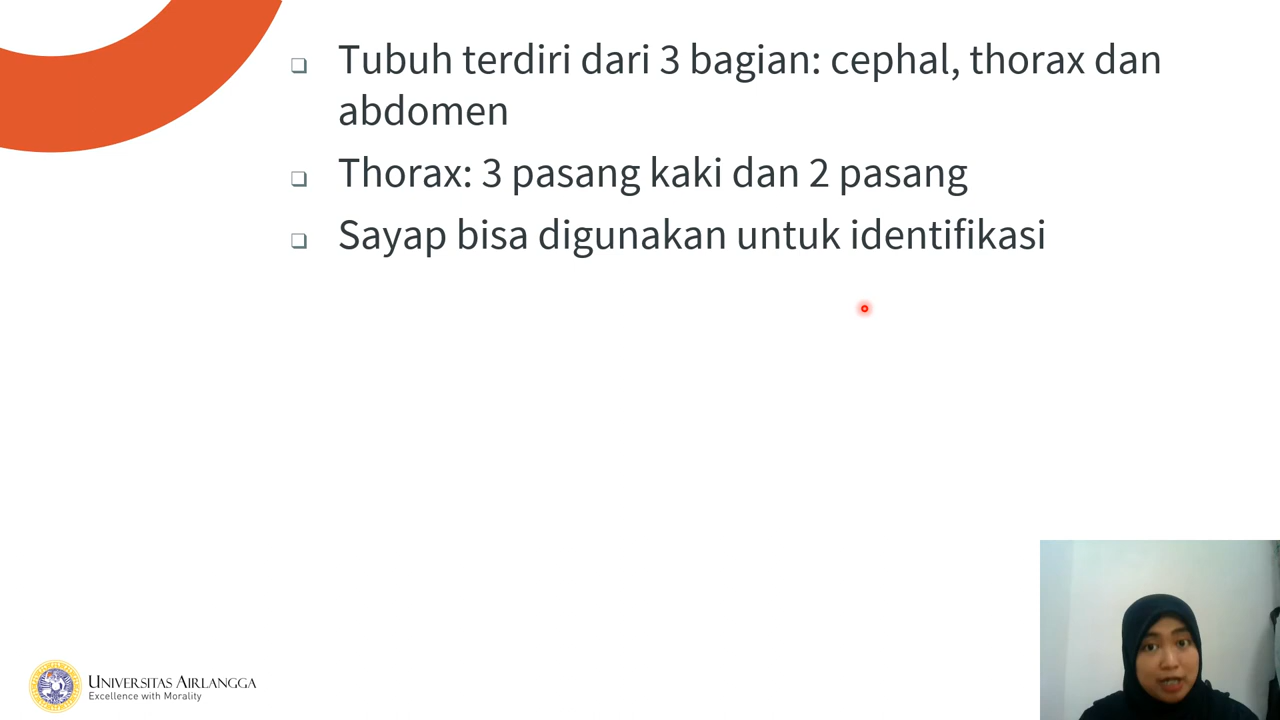 Tubuh terdiri dari 3 bagian: cephal, thorax dan
abdomen
Thorax: 3 pasang kaki dan 2 pasang
Sayap bisa digunakan untuk identifikasi
UNIVERSITAS AIRLANGGA
Excellence with Morality